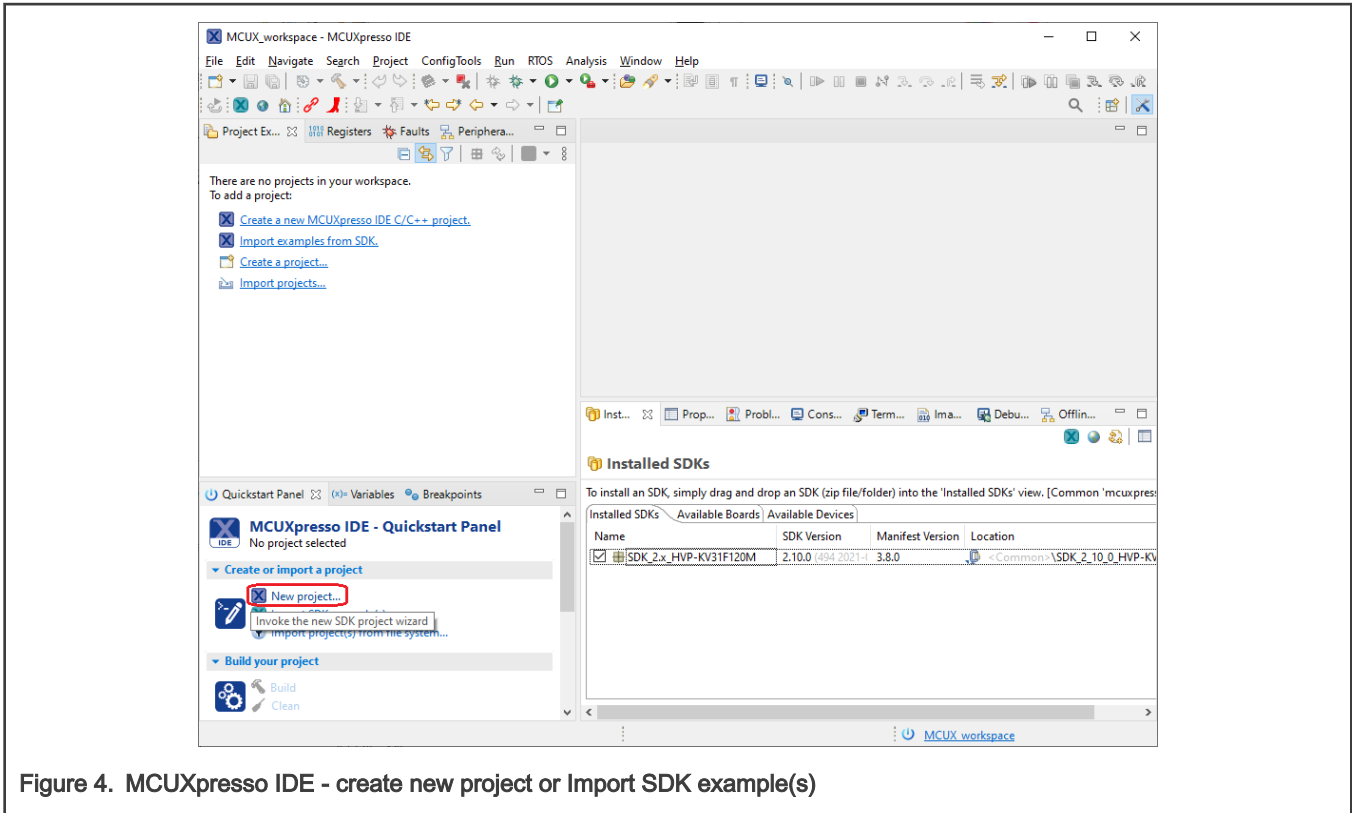 MCUX_workspace - MCUXpresso IDE
File Edit Navigate Search Project ConfigTools Run RTOS Analysis Window Help
Project Ex... Registers Faults Periphera...
There are no projects in your workspace.
To add a project:
Create a new MCUXpresso IDE C/C++ project.
Import examples from SDK.
Create a project...
Import projects...
Inst... Prop... Probl... Cons... Term... Ima... Debu... Offlin...
Installed SDKs
To install an SDK, simply drag and drop an SDK (zip file/folder) into the 'Installed SDKs' view. [Common 'mcuxpres
Installed SDKs Available Boards Available Devices
Name SDK Version Manifest Version Location
SDK_2.x_HVP-KV31F120M 2.10.0 (494 2021- 3.8.0 <Common>\SDK_2_10_0_HVP-KV
Quickstart Panel (x)= Variables Breakpoints
IDE
MCUXpresso IDE - Quickstart Panel
No project selected
Create or import a project
New project...
Invoke the new SDK project wizard
Import project(s) from file system...
Build your project
Build
Clean
MCUX_workspace
Figure 4. MCUXpresso IDE - create new project or Import SDK example(s)